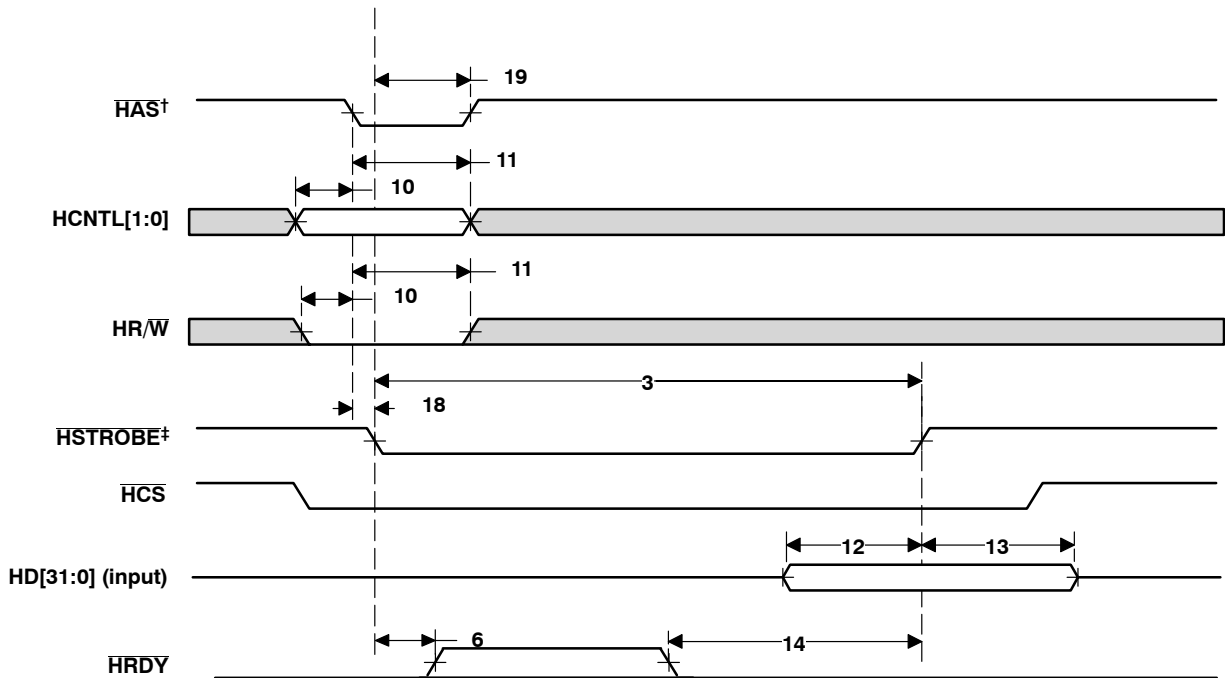 19
HAS†
11
10
HCNTL[1:0]
11
10
HR/W
3
18
HSTROBE‡
HCS
12
13
HD[31:0] (input)
6
14
HRDY